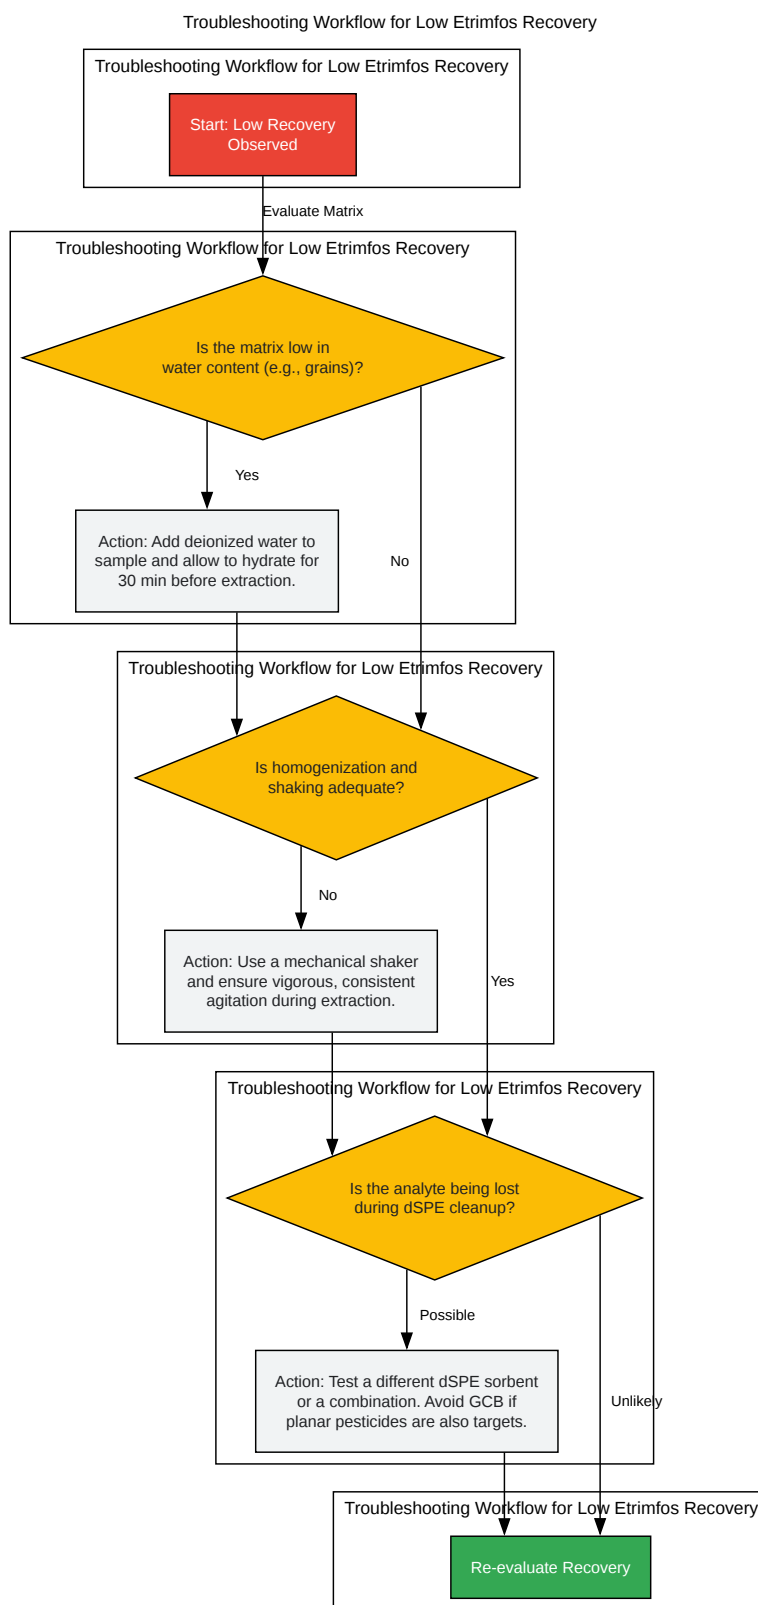 Troubleshooting Workflow for Low Etrimfos Recovery
Troubleshooting Workflow for Low Etrimfos Recovery
Start: Low Recovery
Observed
Evaluate Matrix
Troubleshooting Workflow for Low Etrimfos Recovery
Is the matrix low in
water content (e.g., grains)?
Yes
Action: Add deionized water to
sample and allow to hydrate for
30 min before extraction.
No
Troubleshooting Workflow for Low Etrimfos Recovery
Is homogenization and
shaking adequate?
No
Action: Use a mechanical shaker
and ensure vigorous, consistent
agitation during extraction.
Yes
Troubleshooting Workflow for Low Etrimfos Recovery
Is the analyte being lost
during dSPE cleanup?
Possible
Action: Test a different dSPE sorbent
or a combination. Avoid GCB if
planar pesticides are also targets.
Unlikely
Troubleshooting Workflow for Low Etrimfos Recovery
Re-evaluate Recovery